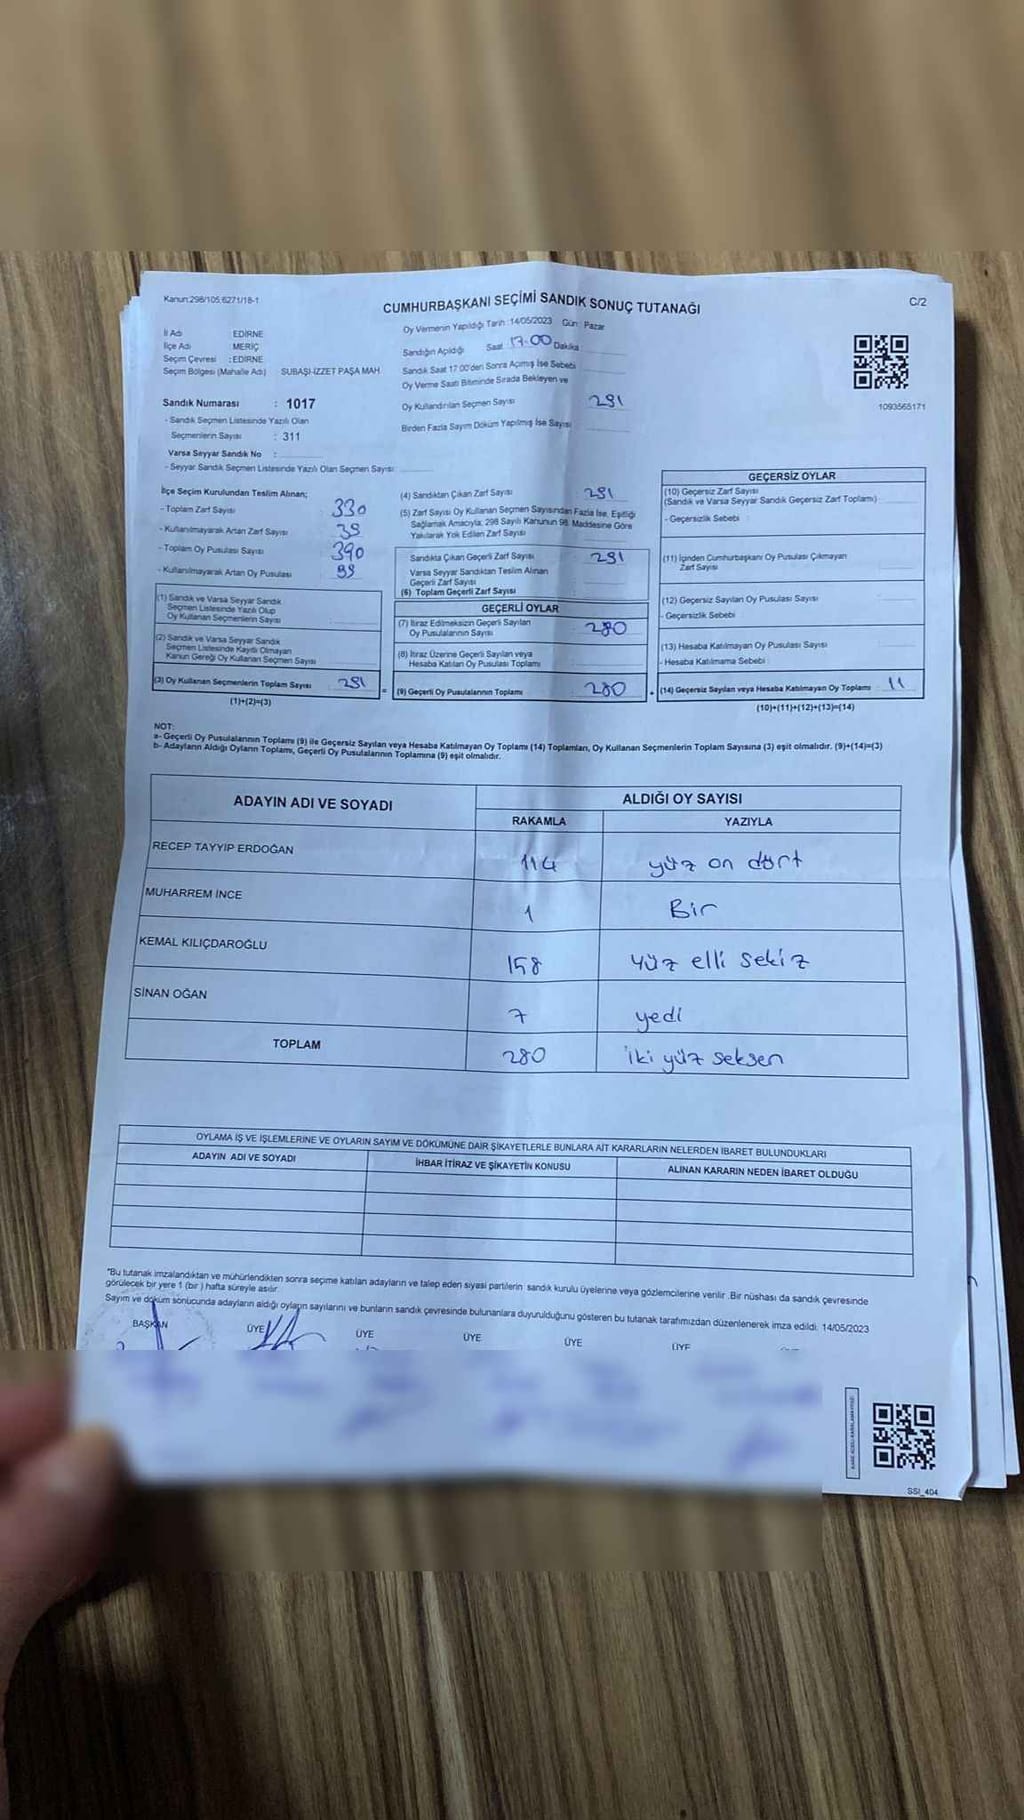 Kanun:298/105;6271/18-1
CUMHURBAŞKANI SEÇİMİ SANDIK SONUÇ TUTANAĞI
C/2
İl Adı EDİRNE
İlçe Adı MERİÇ
Seçim Çevresi : EDİRNE
Seçim Bölgesi (Mahalle Adı) SUBAŞI-İZZET PAŞA MAH.
Sandık Numarası : 1017
- Sandık Seçmen Listesinde Yazılı Olan
Seçmenlerin Sayısı : 311
Varsa Seyyar Sandık No :
- Seyyar Sandık Seçmen Listesinde Yazılı Olan Seçmen Sayısı
Oy Vermenin Yapıldığı Tarih :14/05/2023 Gün: Pazar
Sandığın Açıldığı Saat 17:00 Dakika
Sandık Saat 17:00'den Sonra Açılmış İse Sebebi
Oy Verme Saati Bitiminde Sırada Bekleyen ve
Oy Kullandırılan Seçmen Sayısı 291
Birden Fazla Sayım Döküm Yapılmış İse Sayısı
1093565171
İlçe Seçim Kurulundan Teslim Alınan;
- Toplam Zarf Sayısı 330
- Kullanılmayarak Artan Zarf Sayısı 39
- Toplam Oy Pusulası Sayısı 390
- Kullanılmayarak Artan Oy Pusulası 99
(1) Sandık ve Varsa Seyyar Sandık
Seçmen Listesinde Yazılı Olup
Oy Kullanan Seçmenlerin Sayısı
(2) Sandık ve Varsa Seyyar Sandık
Seçmen Listesinde Kayıtlı Olmayan
Kanun Gereği Oy Kullanan Seçmen Sayısı
(3) Oy Kullanan Seçmenlerin Toplam Sayısı 291
(1)+(2)=(3)
(4) Sandıktan Çıkan Zarf Sayısı 291
(5) Zarf Sayısı Oy Kullanan Seçmen Sayısından Fazla İse, Eşitliği
Sağlamak Amacıyla; 298 Sayılı Kanunun 98. Maddesine Göre
Yakılarak Yok Edilen Zarf Sayısı
Sandıkta Çıkan Geçerli Zarf Sayısı 291
Varsa Seyyar Sandıktan Teslim Alınan
Geçerli Zarf Sayısı
(6) Toplam Geçerli Zarf Sayısı
GEÇERLİ OYLAR
(7) İtiraz Edilmeksizin Geçerli Sayılan
Oy Pusulalarının Sayısı 280
(8) İtiraz Üzerine Geçerli Sayılan veya
Hesaba Katılan Oy Pusulası Toplamı
= (9) Geçerli Oy Pusulalarının Toplamı 280
GEÇERSİZ OYLAR
(10) Geçersiz Zarf Sayısı
(Sandık ve Varsa Seyyar Sandık Geçersiz Zarf Toplamı)
- Geçersizlik Sebebi
(11) İçinden Cumhurbaşkanı Oy Pusulası Çıkmayan
Zarf Sayısı
(12) Geçersiz Sayılan Oy Pusulası Sayısı
- Geçersizlik Sebebi
(13) Hesaba Katılmayan Oy Pusulası Sayısı
- Hesaba Katılmama Sebebi
+ (14) Geçersiz Sayılan veya Hesaba Katılmayan Oy Toplamı 11
(10)+(11)+(12)+(13)=(14)
NOT:
a- Geçerli Oy Pusulalarının Toplamı (9) ile Geçersiz Sayılan veya Hesaba Katılmayan Oy Toplamı (14) Toplamları, Oy Kullanan Seçmenlerin Toplam Sayısına (3) eşit olmalıdır. (9)+(14)=(3)
b- Adayların Aldığı Oyların Toplamı, Geçerli Oy Pusulalarının Toplamına (9) eşit olmalıdır.
ADAYIN ADI VE SOYADI ALDIĞI OY SAYISI
RAKAMLA YAZIYLA
RECEP TAYYİP ERDOĞAN 114 yüz on dört
MUHARREM İNCE 1 Bir
KEMAL KILIÇDAROĞLU 158 yüz elli sekiz
SİNAN OĞAN 7 yedi
TOPLAM 280 iki yüz seksen
OYLAMA İŞ VE İŞLEMLERİNE VE OYLARIN SAYIM VE DÖKÜMÜNE DAİR ŞİKAYETLERLE BUNLARA AİT KARARLARIN NELERDEN İBARET BULUNDUKLARI
ADAYIN ADI VE SOYADI İHBAR İTİRAZ VE ŞİKAYETİN KONUSU ALINAN KARARIN NEDEN İBARET OLDUĞU
*Bu tutanak imzalandıktan ve mühürlendikten sonra seçime katılan adayların ve talep eden siyasi partilerin sandık kurulu üyelerine veya gözlemcilerine verilir .Bir nüshası da sandık çevresinde
görülecek bir yere 1 (bir ) hafta süreyle asılır.
Sayım ve döküm sonucunda adayların aldığı oyların sayılarını ve bunların sandık çevresinde bulunanlara duyurulduğunu gösteren bu tutanak tarafımızdan düzenlenerek imza edildi. 14/05/2023
BAŞKAN ÜYE ÜYE ÜYE ÜYE ÜYE
SSI_404